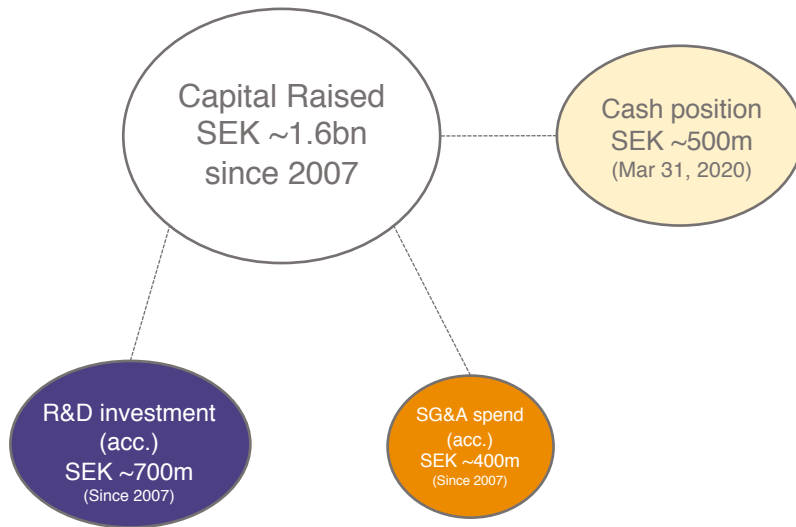 Capital Raised
SEK ~1.6bn
since 2007
Cash position
SEK ~500m
(Mar 31, 2020)
R&D investment
(acc.)
SEK ~700m
(Since 2007)
SG&A spend
(acc.)
SEK ~400m
(Since 2007)